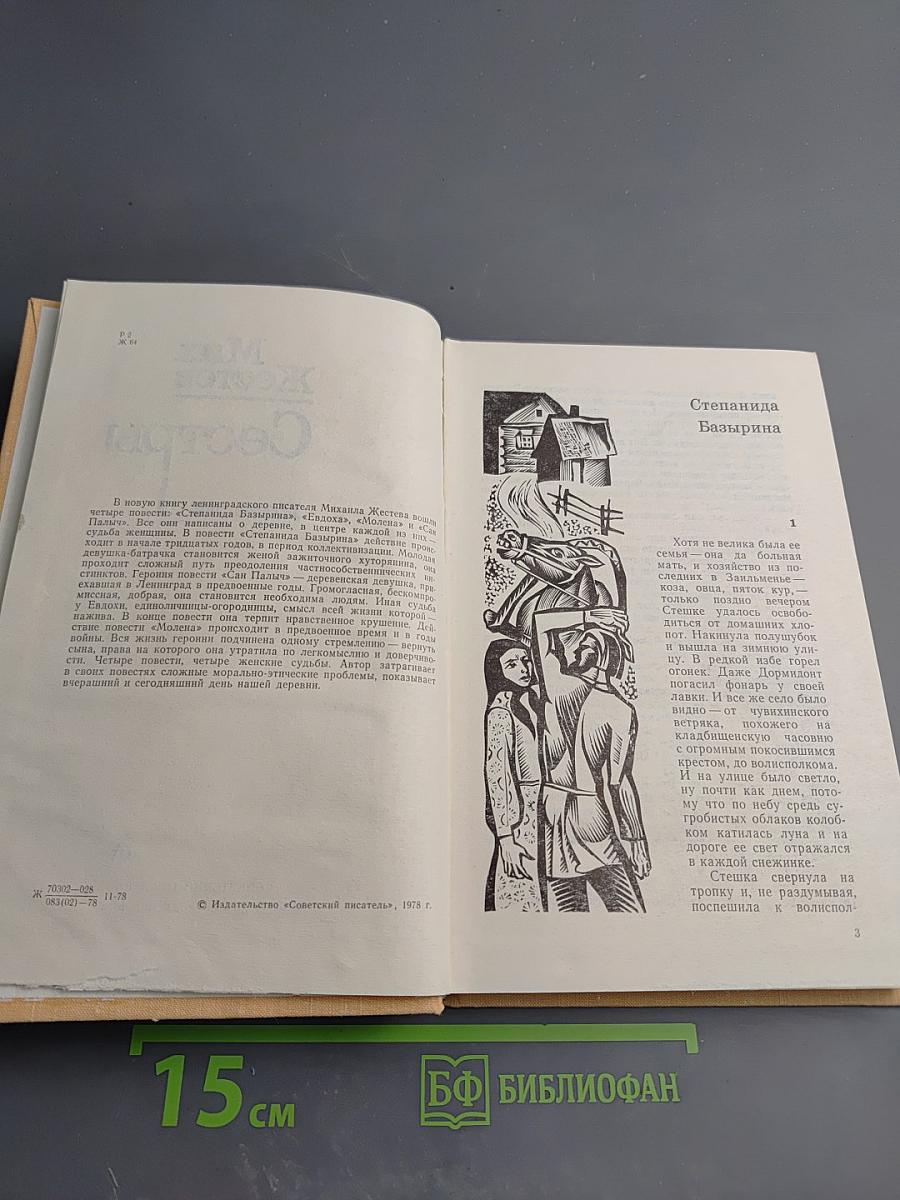 Р 2
Ж 64
Мих.
Жестев
Сестры
В новую книгу ленинградского писателя Михаила Жестева вошли
четыре повести: «Степанида Базырина», «Евдоха», «Молена» и «Сан
Палыч». Все они написаны о деревне, в центре каждой из них —
судьба женщины. В повести «Степанида Базырина» действие проис-
ходит в начале тридцатых годов, в период коллективизации. Молодая
девушка-батрачка становится женой зажиточного хуторянина, она
проходит сложный путь преодоления частнособственнических ин-
стинктов. Героиня повести «Сан Палыч» — деревенская девушка, при-
ехавшая в Ленинград в предвоенные годы. Громогласная, бескомпро-
миссная, добрая, она становится необходима людям. Иная судьба
у Евдохи, единоличницы-огородницы, смысл всей жизни которой —
нажива. В конце повести она терпит нравственное крушение. Дей-
ствие повести «Молена» происходит в предвоенное время и в годы
войны. Вся жизнь героини подчинена одному стремлению — вернуть
сына, права на которого она утратила по легкомыслию и доверчиво-
сти. Четыре повести, четыре женские судьбы. Автор затрагивает
в своих повестях сложные морально-этические проблемы, показывает
вчерашний и сегодняшний день нашей деревни.
Ж 70302—028 11-78
083(02)—78
© Издательство «Советский писатель», 1978 г.
Степанида
Базырина
1
Хотя не велика была ее
семья — она да больная
мать, и хозяйство из по-
следних в Заильменье —
коза, овца, пяток кур, —
только поздно вечером
Стешке удалось освобо-
диться от домашних хло-
пот. Накинула полушубок
и вышла на зимнюю ули-
цу. В редкой избе горел
огонек. Даже Дормидонт
погасил фонарь у своей
лавки. И все же село было
видно — от чувихинского
ветряка, похожего на
кладбищенскую часовню
с огромным покосившимся
крестом, до волисполкома.
И на улице было светло,
ну почти как днем, пото-
му что по небу средь су-
гробистых облаков колоб-
ком катилась луна и на
дороге ее свет отражался
в каждой снежинке.
Стешка свернула на
тропку и, не раздумывая,
поспешила к волиспол-
3
15 см
БФ БИБЛИОФАН